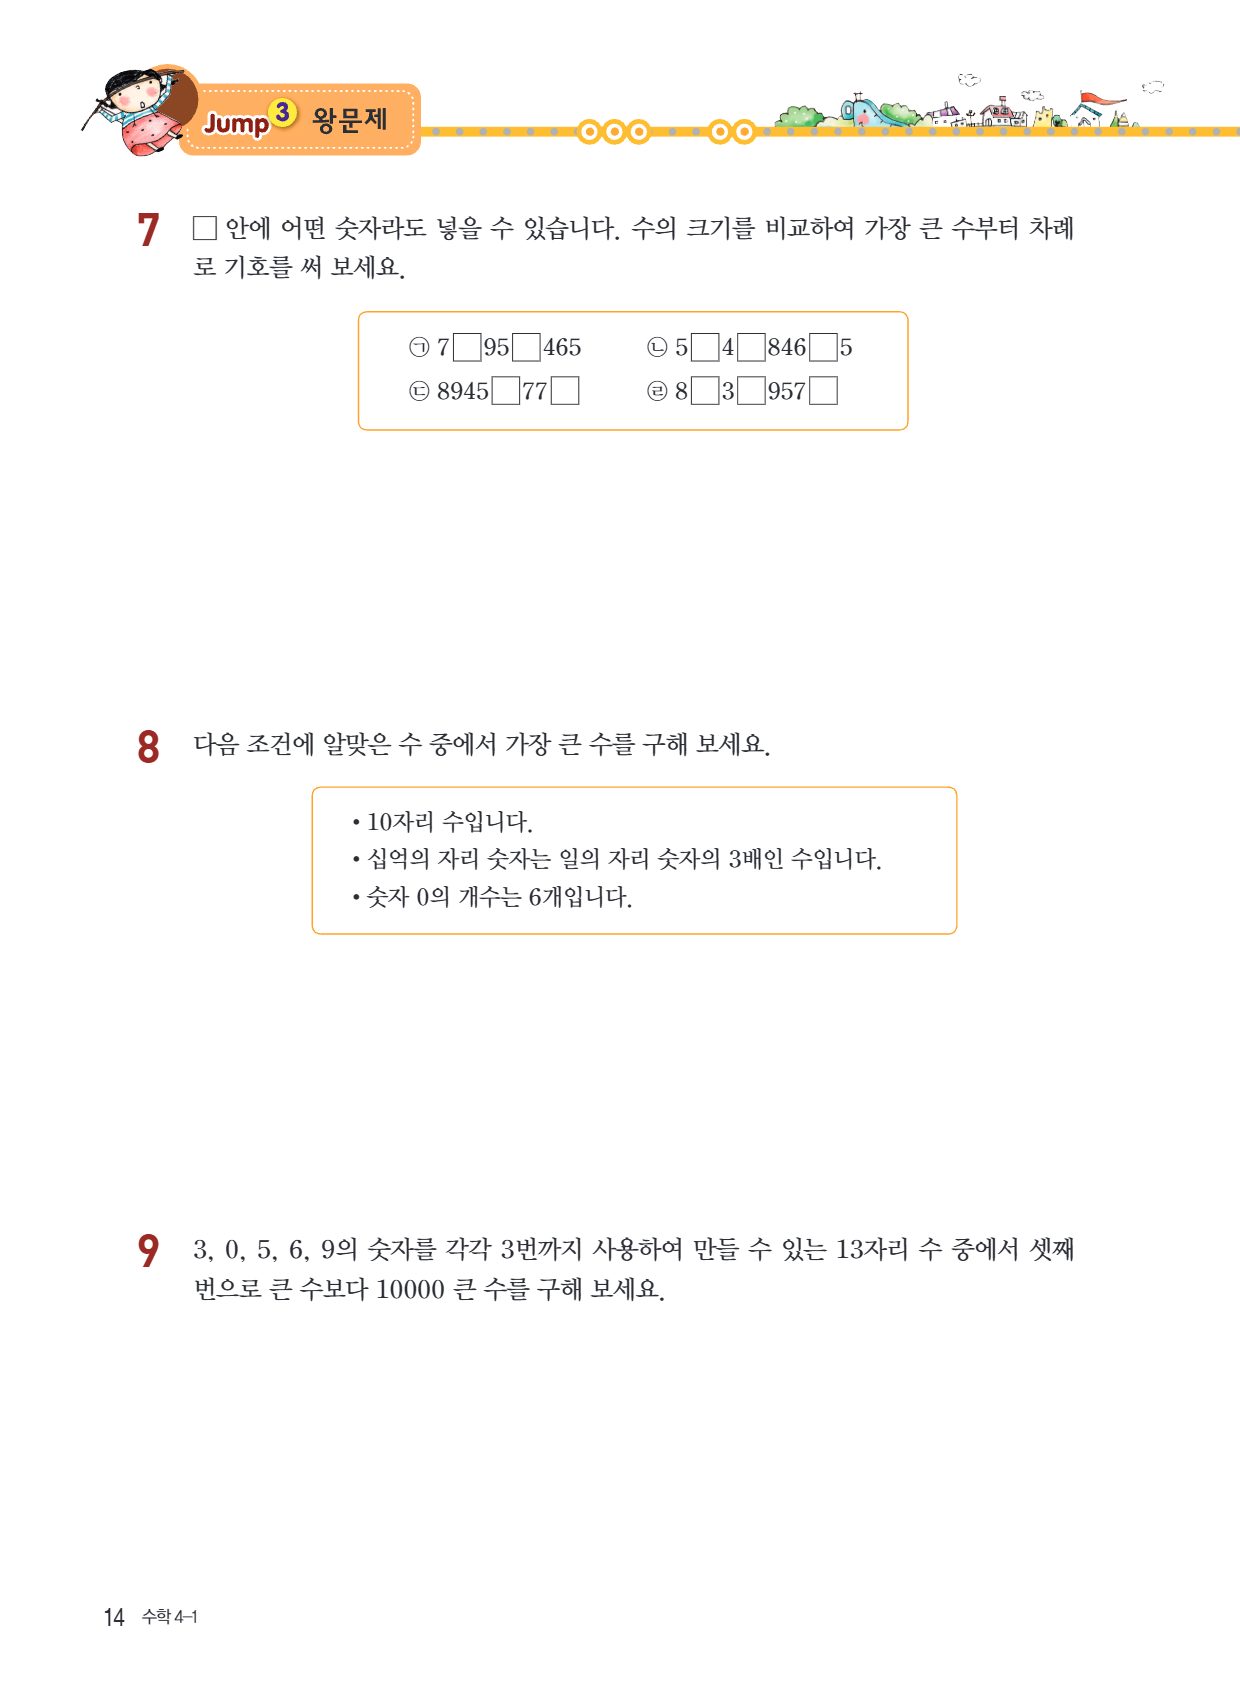 Jump 3 왕문제
7 □ 안에 어떤 숫자라도 넣을 수 있습니다. 수의 크기를 비교하여 가장 큰 수부터 차례
로 기호를 써 보세요.
㉠ 7□95□465 ㉡ 5□4□846□5
㉢ 8945□77□ ㉣ 8□3□957□
8 다음 조건에 알맞은 수 중에서 가장 큰 수를 구해 보세요.
• 10자리 수입니다.
• 십억의 자리 숫자는 일의 자리 숫자의 3배인 수입니다.
• 숫자 0의 개수는 6개입니다.
9 3, 0, 5, 6, 9의 숫자를 각각 3번까지 사용하여 만들 수 있는 13자리 수 중에서 셋째
번으로 큰 수보다 10000 큰 수를 구해 보세요.
14 수학 4-1